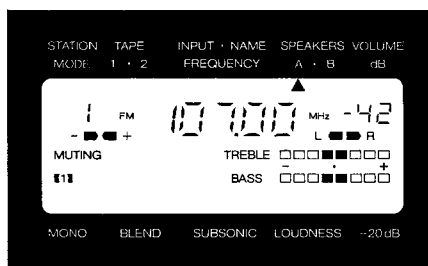 STATION TAPE INPUT · NAME SPEAKERS VOLUME
MODE 1 · 2 FREQUENCY A · B dB
1 FM 107.00 MHz -42
- + L R
MUTING TREBLE
- · +
1 BASS
MONO BLEND SUBSONIC LOUDNESS -20dB